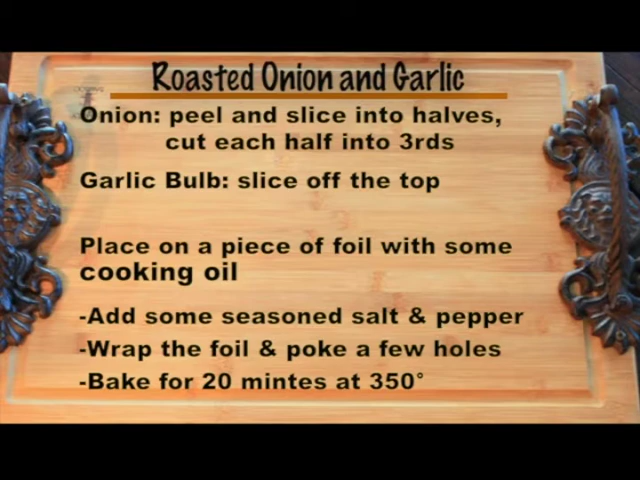 Roasted Onion and Garlic
Onion: peel and slice into halves,
cut each half into 3rds
Garlic Bulb: slice off the top
Place on a piece of foil with some
cooking oil
-Add some seasoned salt & pepper
-Wrap the foil & poke a few holes
-Bake for 20 mintes at 350°